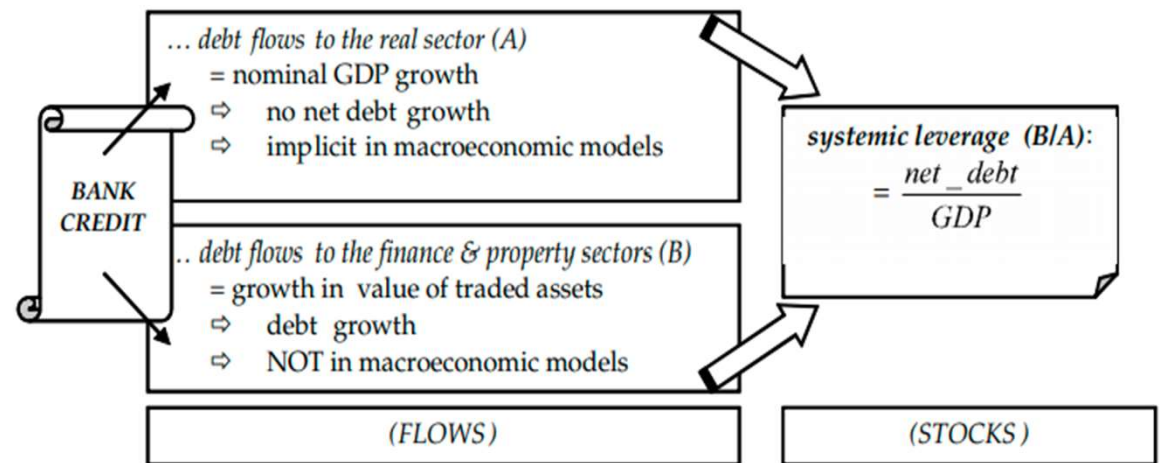 … debt flows to the real sector (A)
= nominal GDP growth
⇨ no net debt growth
⇨ implicit in macroeconomic models
BANK
CREDIT
.. debt flows to the finance & property sectors (B)
= growth in value of traded assets
⇨ debt growth
⇨ NOT in macroeconomic models
systemic leverage (B/A):
= net_debt
GDP
(FLOWS)
(STOCKS)